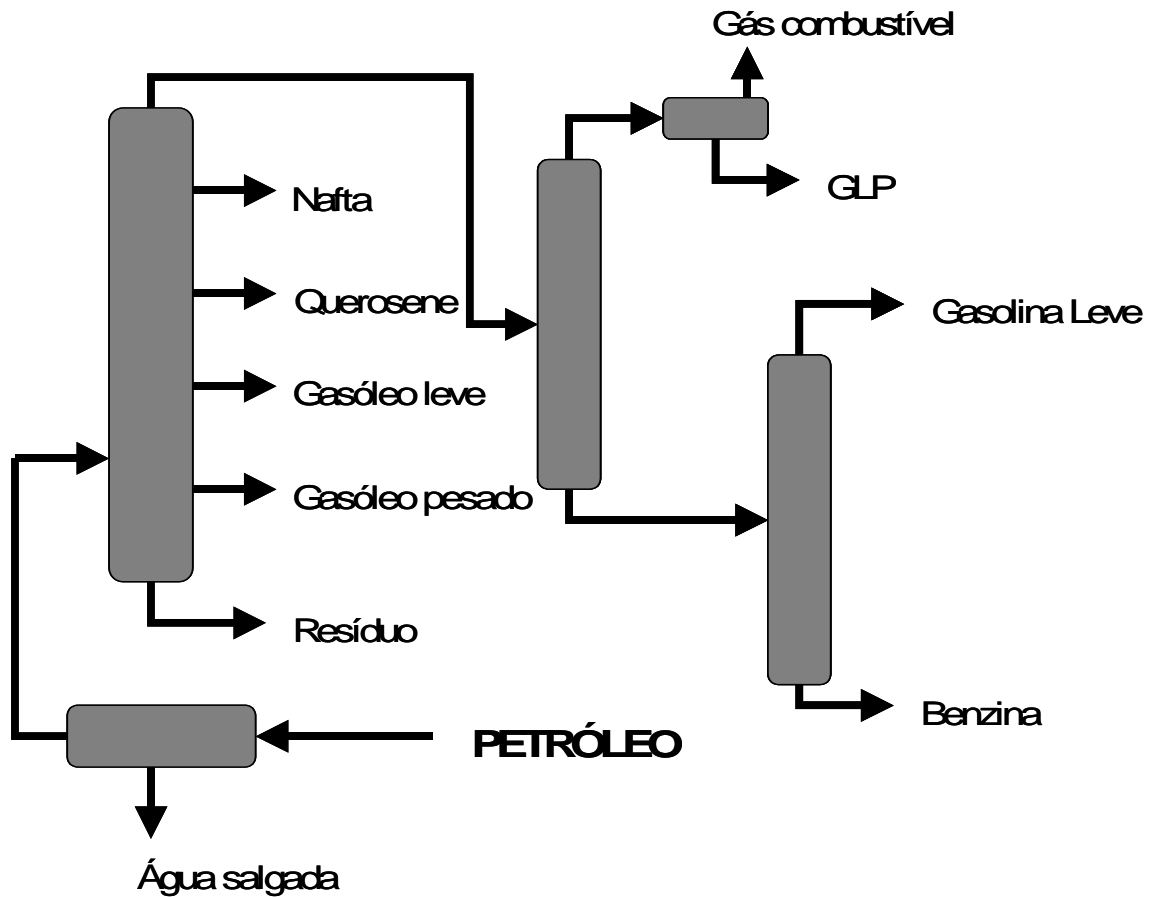 Gás combustível
Nafta
GLP
Querosene
Gasolina Leve
Gasóleo leve
Gasóleo pesado
Resíduo
Benzina
PETRÓLEO
Água salgada